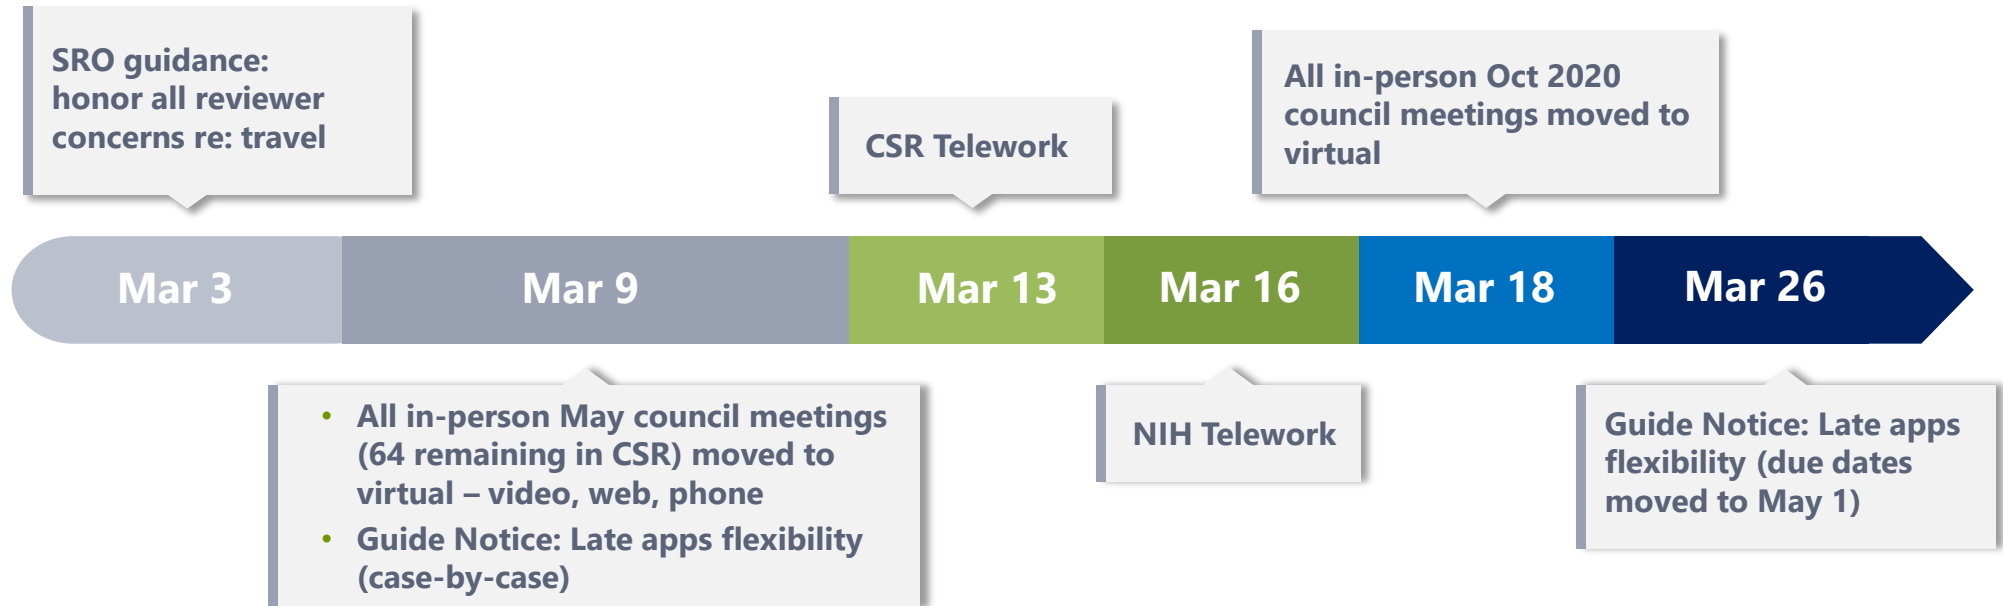 SRO guidance:
honor all reviewer
concerns re: travel
CSR Telework
All in-person Oct 2020
council meetings moved to
virtual
Mar 3
Mar 9
Mar 13
Mar 16
Mar 18
Mar 26
• All in-person May council meetings
(64 remaining in CSR) moved to
virtual – video, web, phone
• Guide Notice: Late apps flexibility
(case-by-case)
NIH Telework
Guide Notice: Late apps
flexibility (due dates
moved to May 1)